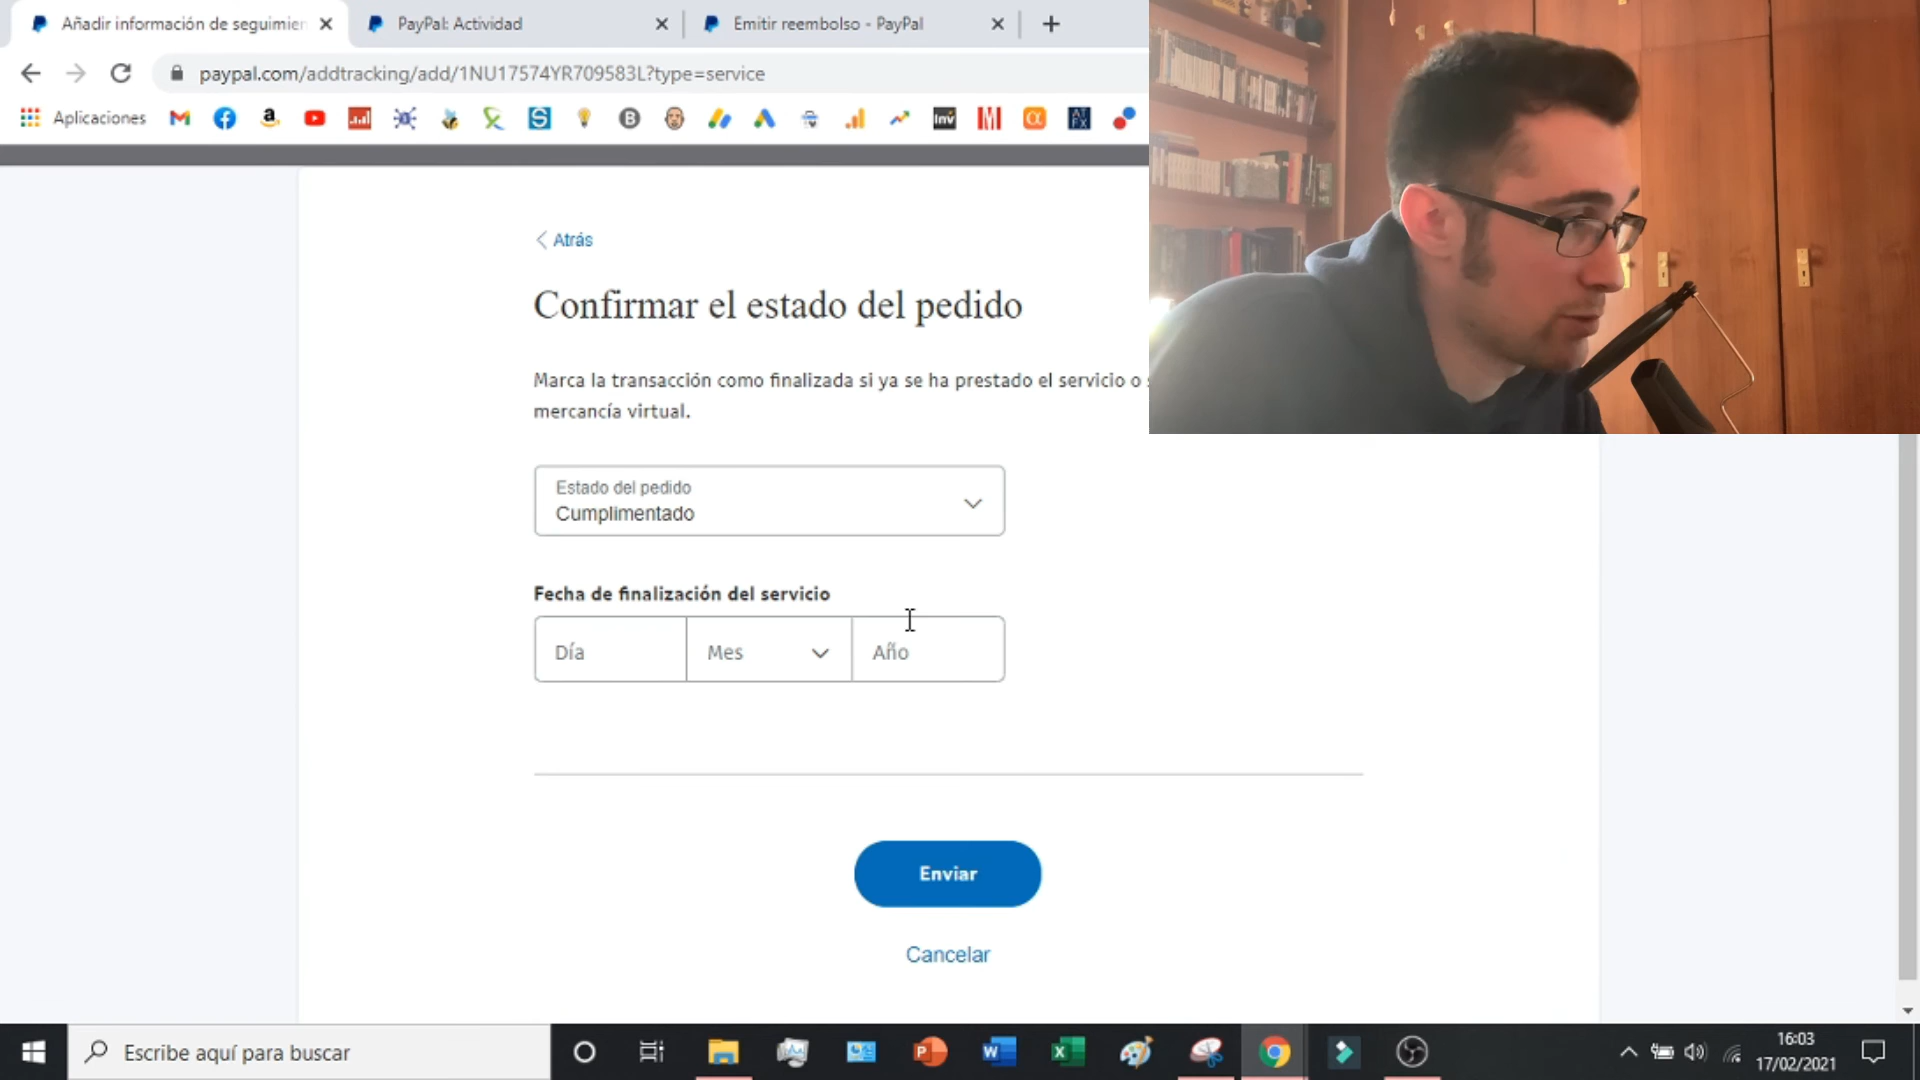 Añadir información de seguimien
PayPal: Actividad
Emitir reembolso - PayPal
paypal.com/addtracking/add/1NU17574YR709583L?type=service
Aplicaciones
Atrás
Confirmar el estado del pedido
Marca la transacción como finalizada si ya se ha prestado el servicio o
mercancía virtual.
Estado del pedido
Cumplimentado
Fecha de finalización del servicio
Día
Mes
Año
Enviar
Cancelar
Escribe aquí para buscar
16:03
17/02/2021